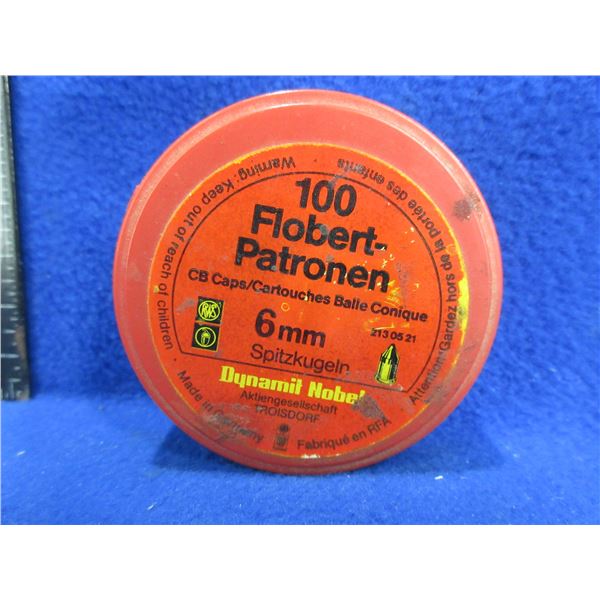 100
Flobert-
Patronen
CB Caps/Cartouches Balle Conique
6mm
213 05 21
Spitzkugeln
RWS
Dynamit Nobel
Aktiengesellschaft
TROISDORF
Warning: Keep out of reach of children
Attention/Gardez hors de la portée des enfants
Made in Germany
Fabriqué en RFA